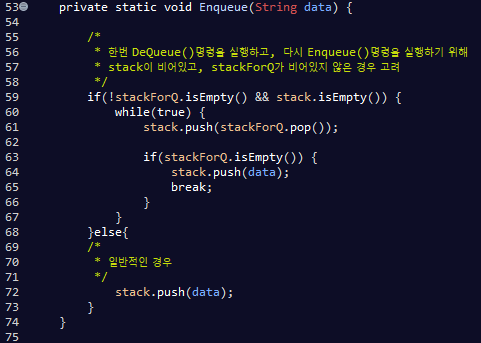 53 private static void Enqueue(String data) {
54
55 /*
56 * 한번 DeQueue()명령을 실행하고, 다시 Enqueue()명령을 실행하기 위해
57 * stack이 비어있고, stackForQ가 비어있지 않은 경우 고려
58 */
59 if(!stackForQ.isEmpty() && stack.isEmpty()) {
60 while(true) {
61 stack.push(stackForQ.pop());
62
63 if(stackForQ.isEmpty()) {
64 stack.push(data);
65 break;
66 }
67 }
68 }else{
69 /*
70 * 일반적인 경우
71 */
72 stack.push(data);
73 }
74 }
75